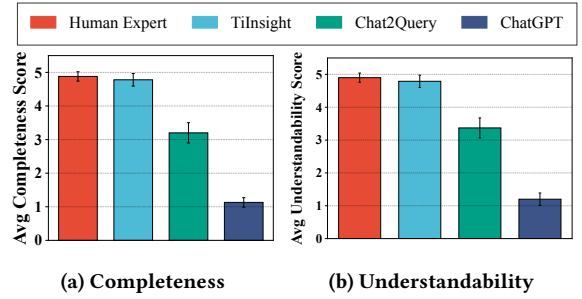 Human Expert TiInsight Chat2Query ChatGPT
Avg Completeness Score
5
4
3
2
1
0
(a) Completeness
Avg Understandability Score
5
4
3
2
1
0
(b) Understandability